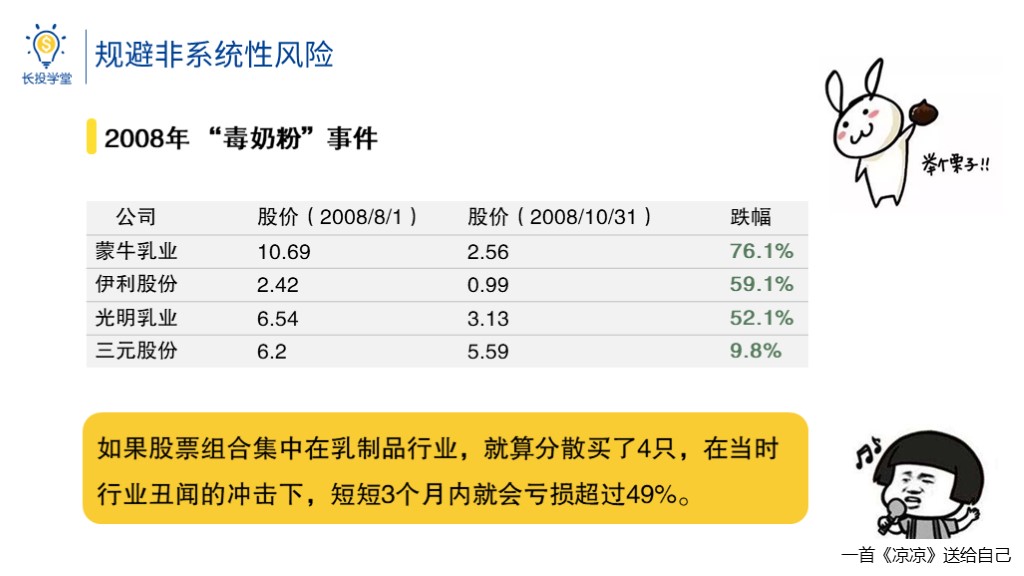 长投学堂
规避非系统性风险
2008年 “毒奶粉”事件
举个栗子!!
公司 股价（2008/8/1） 股价（2008/10/31） 跌幅
蒙牛乳业 10.69 2.56 76.1%
伊利股份 2.42 0.99 59.1%
光明乳业 6.54 3.13 52.1%
三元股份 6.2 5.59 9.8%
如果股票组合集中在乳制品行业，就算分散买了4只，在当时
行业丑闻的冲击下，短短3个月内就会亏损超过49%。
一首《凉凉》送给自己